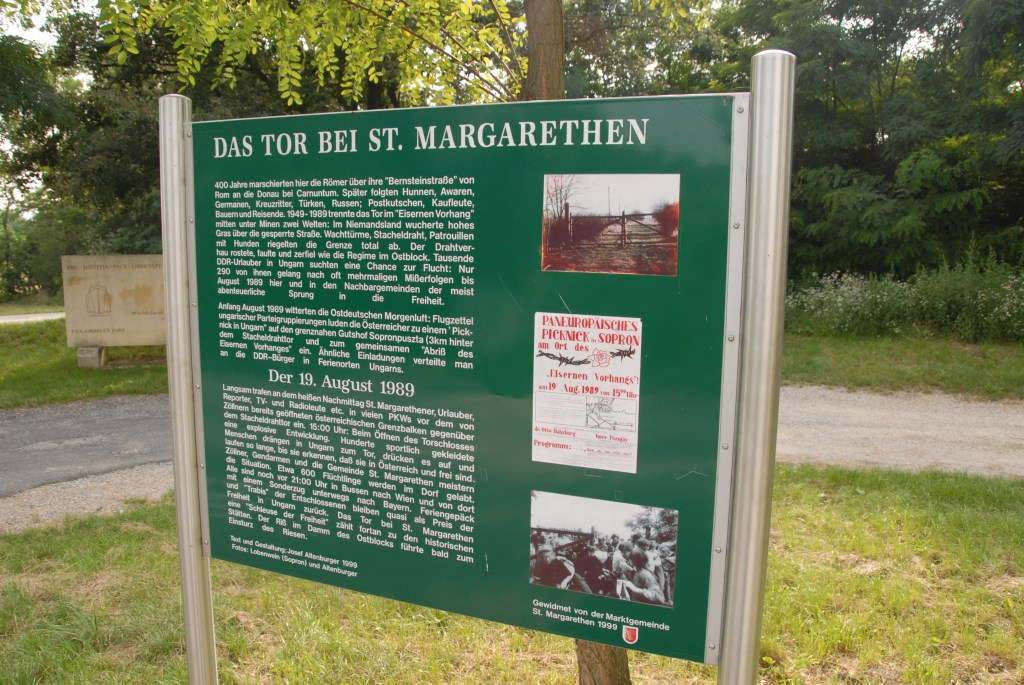 DAS TOR BEI ST. MARGARETHEN
400 Jahre marschierten hier die Römer über ihre "Bernsteinstraße" von
Rom an die Donau bei Carnuntum. Später folgten Hunnen, Awaren,
Germanen, Kreuzritter, Türken, Russen; Postkutschen, Kaufleute,
Bauern und Reisende. 1949-1989 trennte das Tor im "Eisernen Vorhang"
mitten unter Minen zwei Welten: Im Niemandsland wucherte hohes
Gras über die gesperrte Straße. Wachttürme, Stacheldraht, Patrouillen
mit Hunden riegelten die Grenze total ab. Der Drahtver-
hau rostete, faulte und zerfiel wie die Regime im Ostblock. Tausende
DDR-Urlauber in Ungarn suchten eine Chance zur Flucht: Nur
290 von ihnen gelang nach oft mehrmaligen Mißerfolgen bis
August 1989 hier und in den Nachbargemeinden der meist
abenteuerliche Sprung in die Freiheit.
Anfang August 1989 witterten die Ostdeutschen Morgenluft: Flugzettel
ungarischer Parteigruppierungen luden die Österreicher zu einem "Pick-
nick in Ungarn" auf den grenznahen Gutshof Sopronpuszta (3km hinter
dem Stacheldrahttor und zum gemeinsamen "Abriß des
Eisernen Vorhanges" ein. Ähnliche Einladungen verteilte man
an die DDR-Bürger in Ferienorten Ungarns.
Der 19. August 1989
Langsam trafen an dem heißen Nachmittag St. Margarethener, Urlauber,
Reporter, TV- und Radioleute etc. in vielen PKWs vor dem von
Zöllnern bereits geöffneten österreichischen Grenzbalken gegenüber
dem Stacheldrahttor ein. 15:00 Uhr: Beim Öffnen des Torschlosses
eine explosive Entwicklung. Hunderte sportlich gekleidete
Menschen drängen in Ungarn zum Tor, drücken es auf und
laufen so lange, bis sie erkennen, daß sie in Österreich und frei sind.
Zöllner, Gendarmen und die Gemeinde St. Margarethen meistern
die Situation. Etwa 600 Flüchtlinge werden im Dorf gelabt.
Alle sind noch vor 21:00 Uhr in Bussen nach Wien und von dort
mit einem Sonderzug unterwegs nach Bayern. Feriengepäck
und "Trabis" der Entschlossenen bleiben quasi als Preis der
Freiheit in Ungarn zurück. Das Tor bei St. Margarethen
eine "Schleuse der Freiheit" zählt fortan zu den historischen
Stätten. Der Riß im Damm des Ostblocks führte bald zum
Einsturz des Riesen.
Text und Gestaltung: Josef Altenburger 1999
Fotos: Lobenwein (Sopron) und Altenburger
PANEUROPÄISCHES
PICKNICK in SOPRON
am Ort des
"Eisernen Vorhangs"!
am 19 Aug. 1989 von 15⁰⁰ Uhr
dr. Otto Habsburg Imre Pozsgay
Programm:
Gewidmet von der Marktgemeinde
St. Margarethen 1999